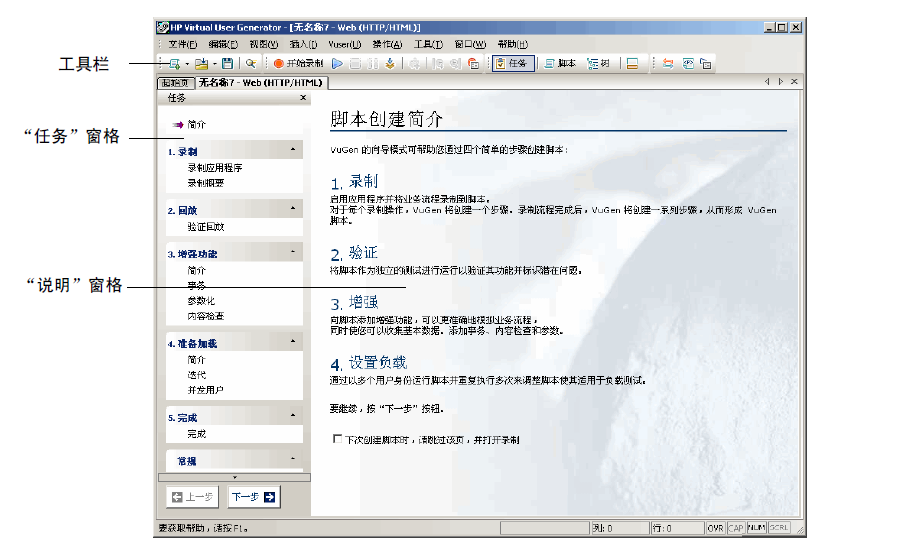 HP Virtual User Generator - [无名称7 - Web (HTTP/HTML)]
文件(F) 编辑(E) 视图(V) 插入(I) Vuser(U) 操作(A) 工具(T) 窗口(W) 帮助(H)
工具栏
开始录制 任务 脚本 树
起始页 无名称7 - Web (HTTP/HTML)
任务
简介
“任务”窗格
1. 录制
录制应用程序
录制概要
2. 回放
验证回放
3. 增强功能
简介
事务
“说明”窗格
参数化
内容检查
4. 准备加载
简介
迭代
并发用户
5. 完成
完成
常规
上一步 下一步
脚本创建简介
VuGen 的向导模式可帮助您通过四个简单的步骤创建脚本：
1. 录制
启用应用程序并将业务流程录制到脚本。
对于每个录制操作，VuGen 将创建一个步骤。录制流程完成后，VuGen 将创建一系列步骤，从而形成 VuGen
脚本。
2. 验证
将脚本作为独立的测试进行运行以验证其功能并标识潜在问题。
3. 增强
向脚本添加增强功能，可以更准确地模拟业务流程，
同时使您可以收集基本数据。添加事务、内容检查和参数。
4. 设置负载
通过以多个用户身份运行脚本并重复执行多次来调整脚本使其适用于负载测试。
要继续，按“下一步”按钮。
下次创建脚本时，请跳过该页，并打开录制
要获取帮助，请按 F1。
列: 0 行: 0 OVR CAP NUM SCRL